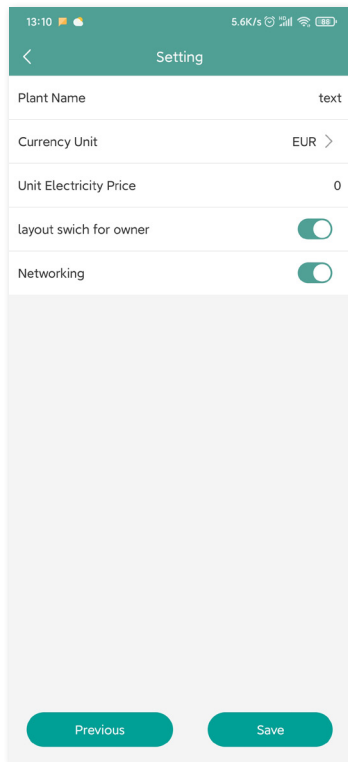 13:10 5.6K/s 88
Setting
Plant Name text
Currency Unit EUR
Unit Electricity Price 0
layout swich for owner
Networking
Previous Save